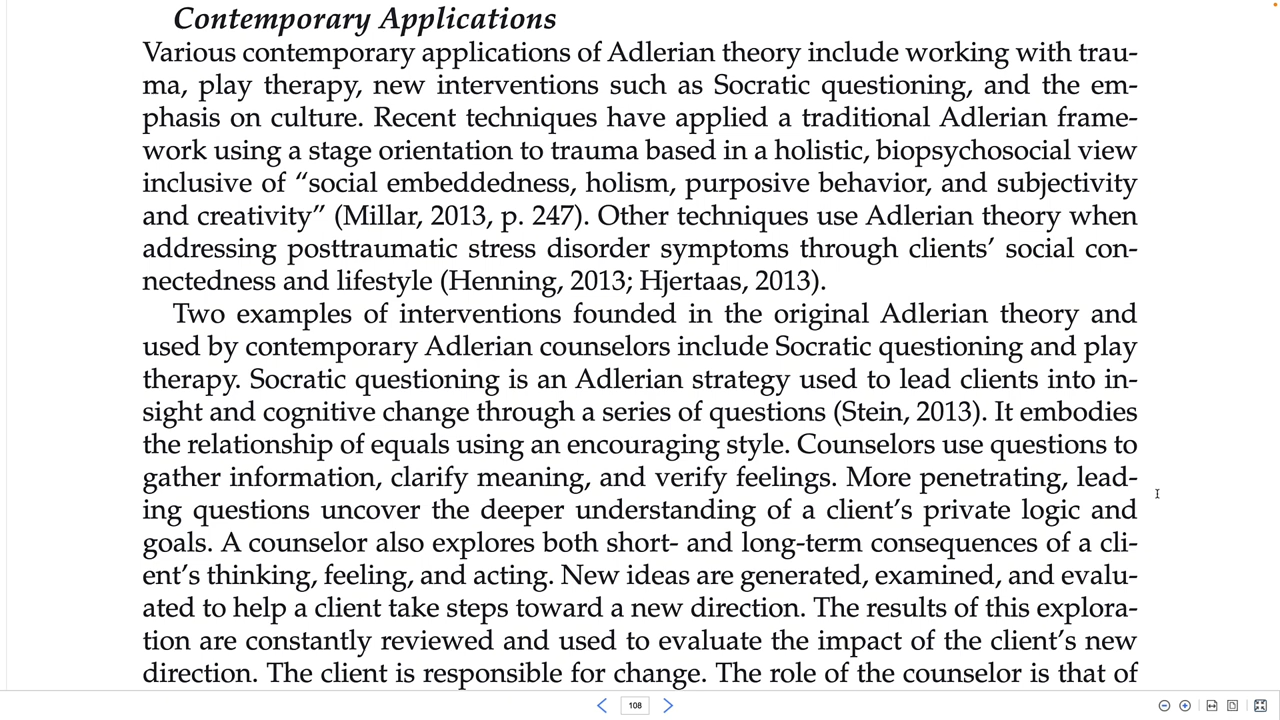 Contemporary Applications
Various contemporary applications of Adlerian theory include working with trau-
ma, play therapy, new interventions such as Socratic questioning, and the em-
phasis on culture. Recent techniques have applied a traditional Adlerian frame-
work using a stage orientation to trauma based in a holistic, biopsychosocial view
inclusive of “social embeddedness, holism, purposive behavior, and subjectivity
and creativity” (Millar, 2013, p. 247). Other techniques use Adlerian theory when
addressing posttraumatic stress disorder symptoms through clients’ social con-
nectedness and lifestyle (Henning, 2013; Hjertaas, 2013).
Two examples of interventions founded in the original Adlerian theory and
used by contemporary Adlerian counselors include Socratic questioning and play
therapy. Socratic questioning is an Adlerian strategy used to lead clients into in-
sight and cognitive change through a series of questions (Stein, 2013). It embodies
the relationship of equals using an encouraging style. Counselors use questions to
gather information, clarify meaning, and verify feelings. More penetrating, lead-
ing questions uncover the deeper understanding of a client’s private logic and
goals. A counselor also explores both short- and long-term consequences of a cli-
ent’s thinking, feeling, and acting. New ideas are generated, examined, and evalu-
ated to help a client take steps toward a new direction. The results of this explora-
tion are constantly reviewed and used to evaluate the impact of the client’s new
direction. The client is responsible for change. The role of the counselor is that of
108